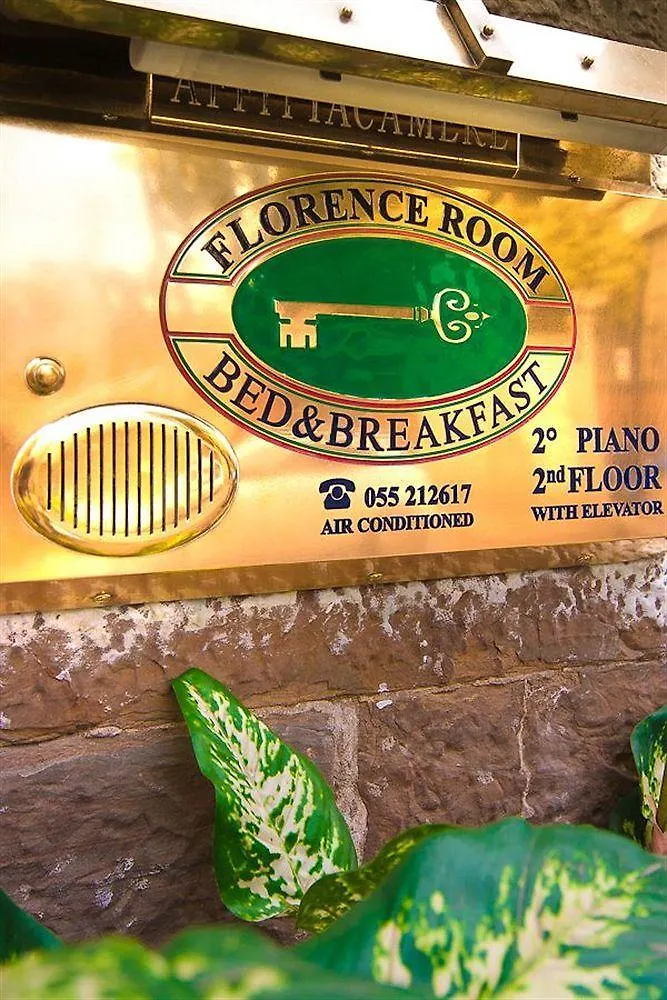 AFFITTACAMERE
FLORENCE ROOM
BED&BREAKFAST
055 212617
AIR CONDITIONED
2° PIANO
2nd FLOOR
WITH ELEVATOR